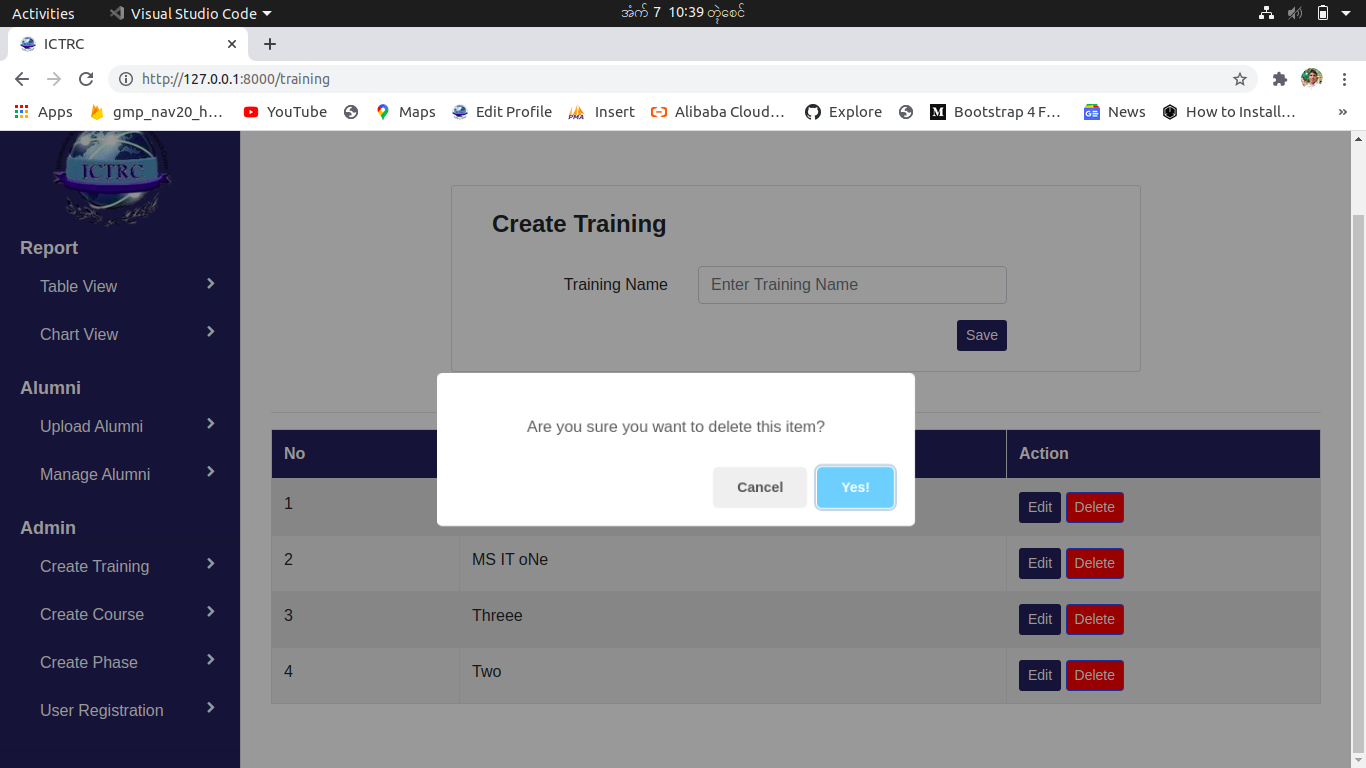 Activities Visual Studio Code အံက် 7 10:39 တွဲစေင်
ICTRC
http://127.0.0.1:8000/training
Apps gmp_nav20_h... YouTube Maps Edit Profile Insert Alibaba Cloud... Explore Bootstrap 4 F... News How to Install... »
ICTRC
Report
Table View
Chart View
Alumni
Upload Alumni
Manage Alumni
Admin
Create Training
Create Course
Create Phase
User Registration
Create Training
Training Name Enter Training Name
Save
Are you sure you want to delete this item?
Cancel Yes!
No Action
1 Edit Delete
2 MS IT oNe Edit Delete
3 Threee Edit Delete
4 Two Edit Delete